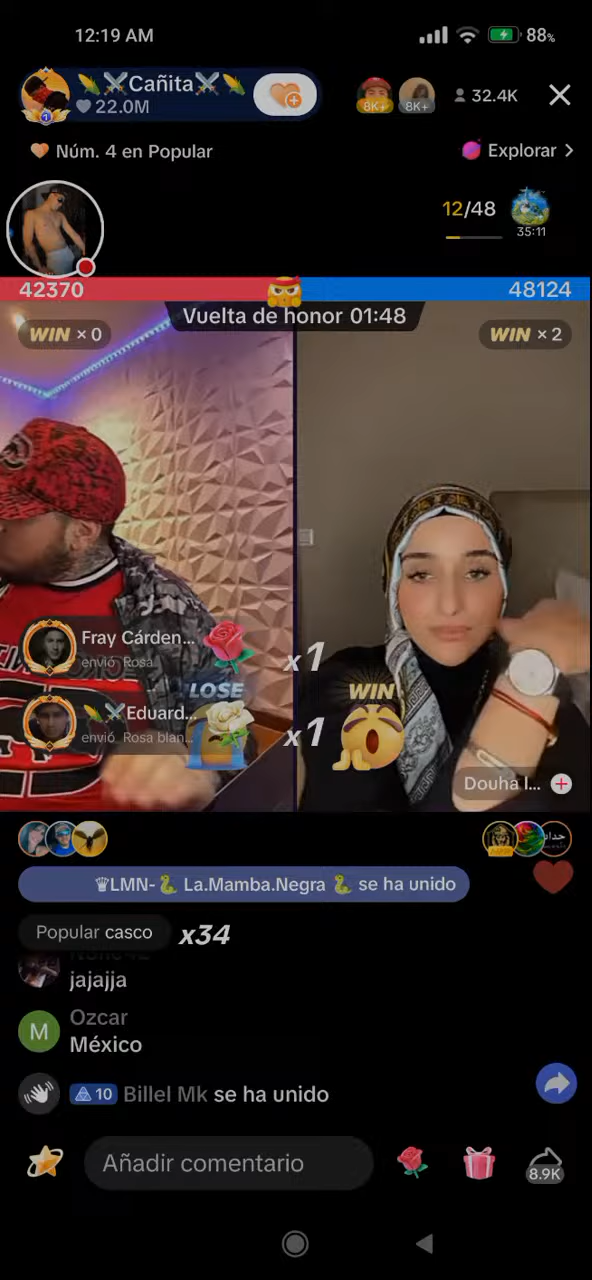 12:19 AM
88%
Cañita
22.0M
8K+
8K+
32.4K
Núm. 4 en Popular
Explorar
12/48
35:11
42370
48124
Vuelta de honor 01:48
WIN × 0
WIN × 2
Fray Cárden...
envió Rosa
x1
LOSE
WIN
Eduard...
envió Rosa blan...
x1
Douha l...
♛LMN-🐍 La.Mamba.Negra 🐍 se ha unido
Popular casco
x34
jajajja
M
Ozcar
México
10 Billel Mk se ha unido
Añadir comentario
8.9K